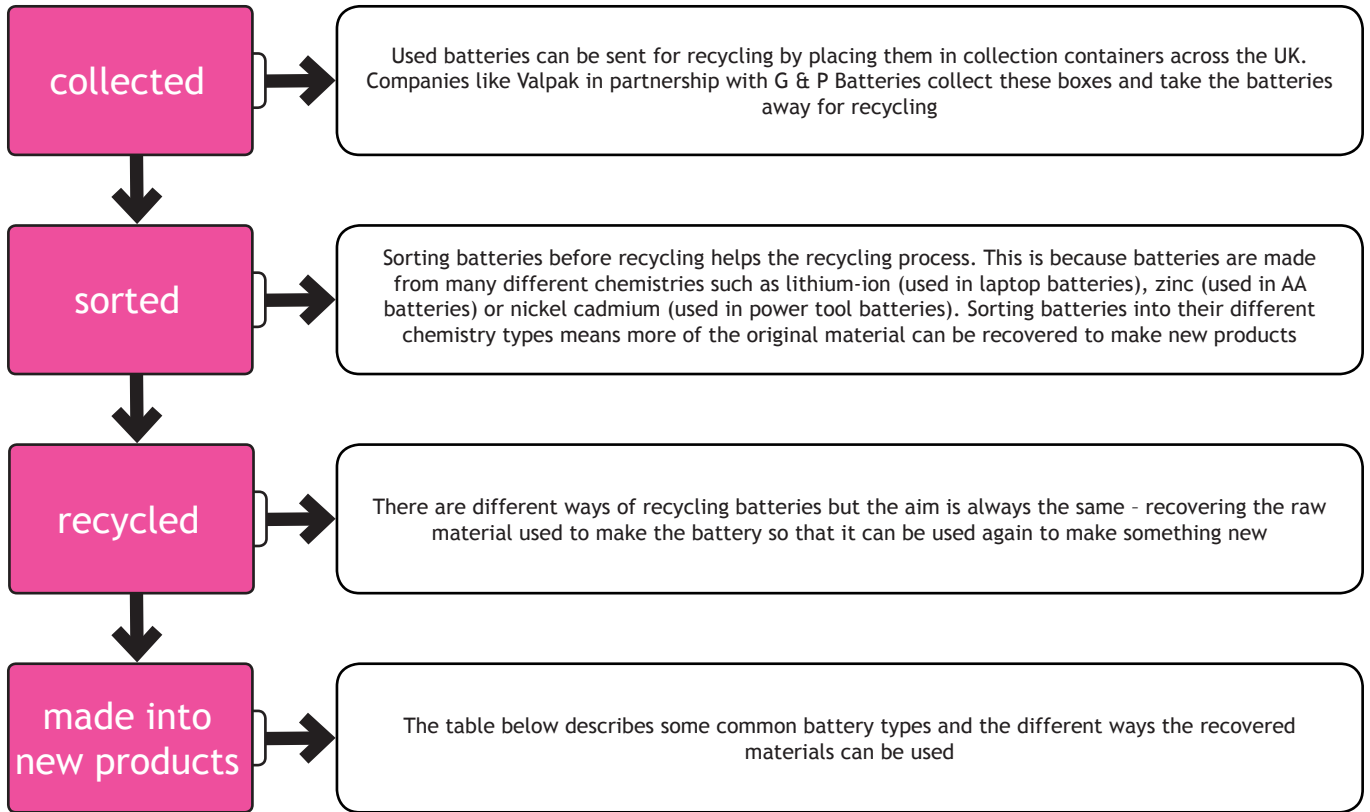 collected
Used batteries can be sent for recycling by placing them in collection containers across the UK.
Companies like Valpak in partnership with G & P Batteries collect these boxes and take the batteries
away for recycling
sorted
Sorting batteries before recycling helps the recycling process. This is because batteries are made
from many different chemistries such as lithium-ion (used in laptop batteries), zinc (used in AA
batteries) or nickel cadmium (used in power tool batteries). Sorting batteries into their different
chemistry types means more of the original material can be recovered to make new products
recycled
There are different ways of recycling batteries but the aim is always the same – recovering the raw
material used to make the battery so that it can be used again to make something new
made into
new products
The table below describes some common battery types and the different ways the recovered
materials can be used